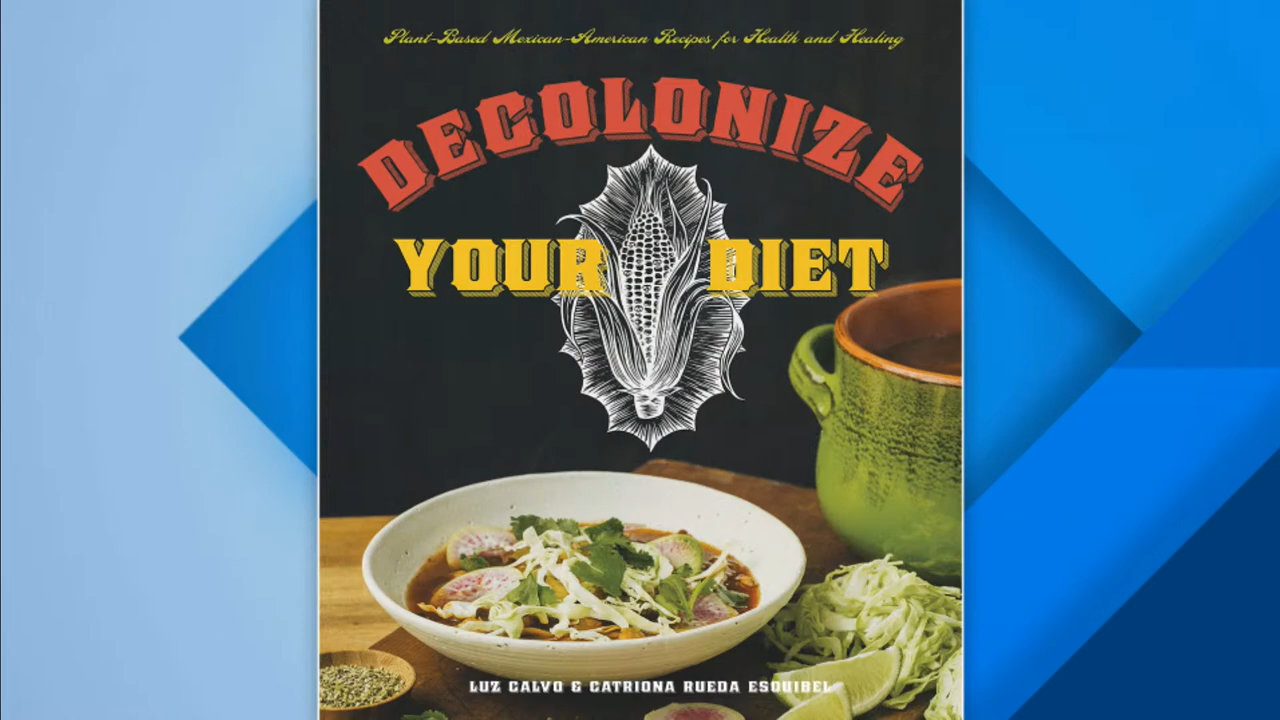 Plant-Based Mexican-American Recipes for Health and Healing
DECOLONIZE
YOUR DIET
LUZ CALVO & CATRIONA RUEDA ESQUIBEL